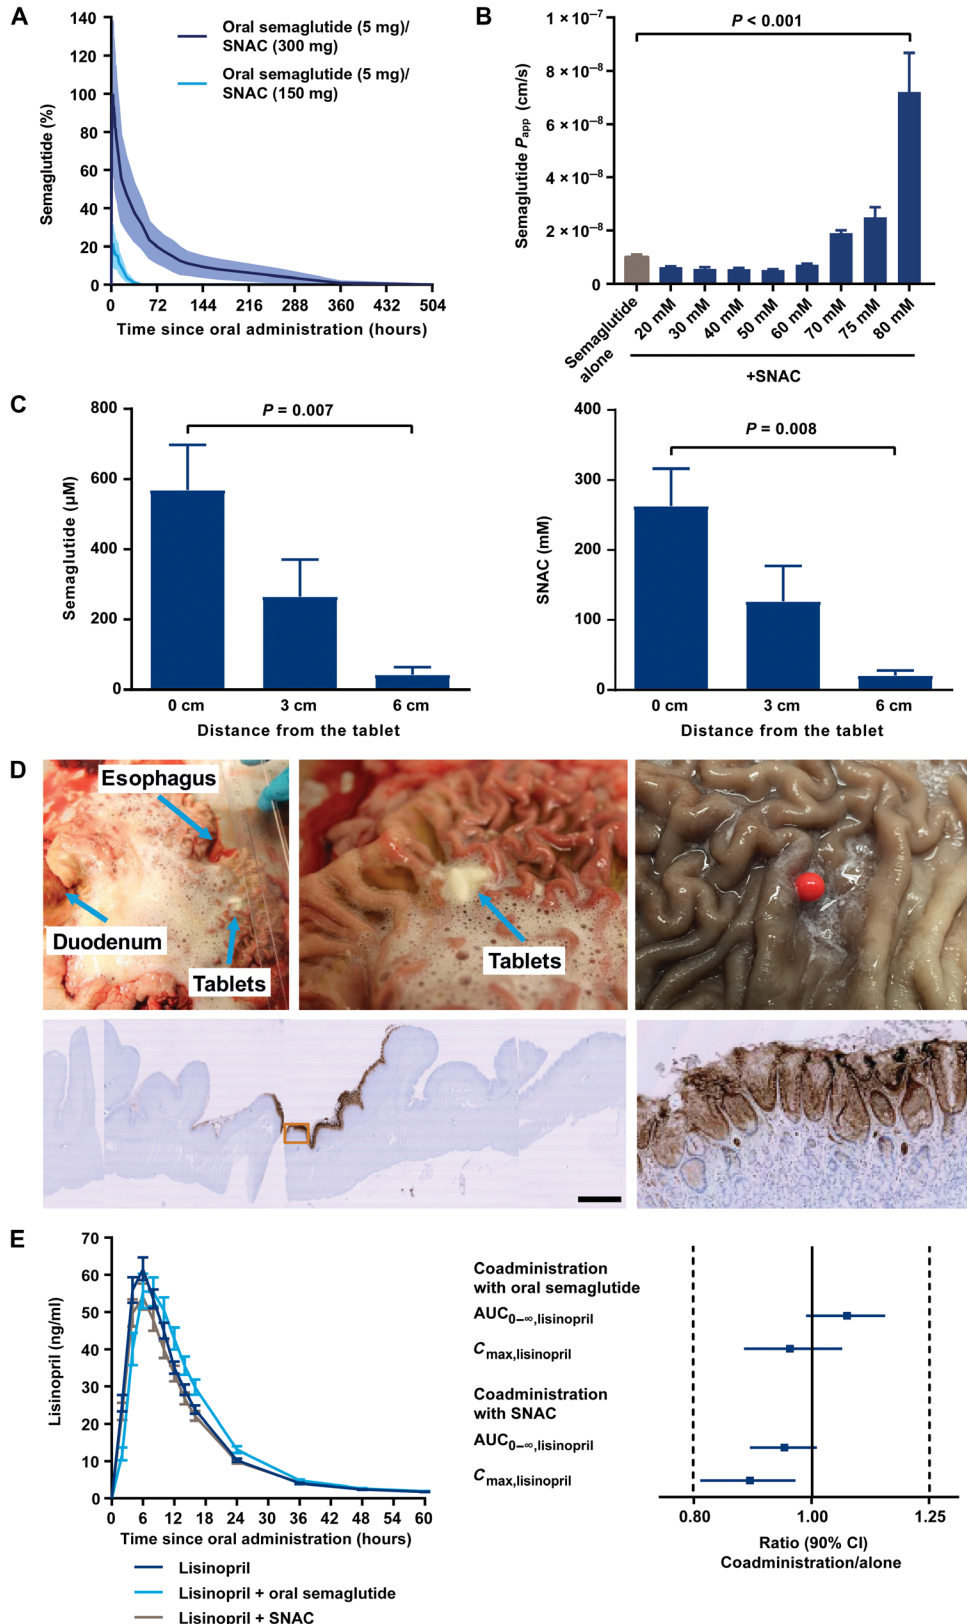 A
140
120
100
80
60
40
20
0
Semaglutide (%)
Oral semaglutide (5 mg)/
SNAC (300 mg)
Oral semaglutide (5 mg)/
SNAC (150 mg)
0 72 144 216 288 360 432 504
Time since oral administration (hours)
B
1 × 10⁻⁷
8 × 10⁻⁸
6 × 10⁻⁸
4 × 10⁻⁸
2 × 10⁻⁸
0
Semaglutide Papp (cm/s)
P < 0.001
Semaglutide
alone
20 mM
30 mM
40 mM
50 mM
60 mM
70 mM
75 mM
80 mM
+SNAC
C
800
600
400
200
0
Semaglutide (µM)
P = 0.007
0 cm 3 cm 6 cm
Distance from the tablet
400
300
200
100
0
SNAC (mM)
P = 0.008
0 cm 3 cm 6 cm
Distance from the tablet
D
Esophagus
Duodenum
Tablets
Tablets
E
70
60
50
40
30
20
10
0
Lisinopril (ng/ml)
0 6 12 18 24 30 36 42 48 54 60
Time since oral administration (hours)
Lisinopril
Lisinopril + oral semaglutide
Lisinopril + SNAC
Coadministration
with oral semaglutide
AUC0–∞,lisinopril
Cmax,lisinopril
Coadministration
with SNAC
AUC0–∞,lisinopril
Cmax,lisinopril
0.80 1.00 1.25
Ratio (90% CI)
Coadministration/alone